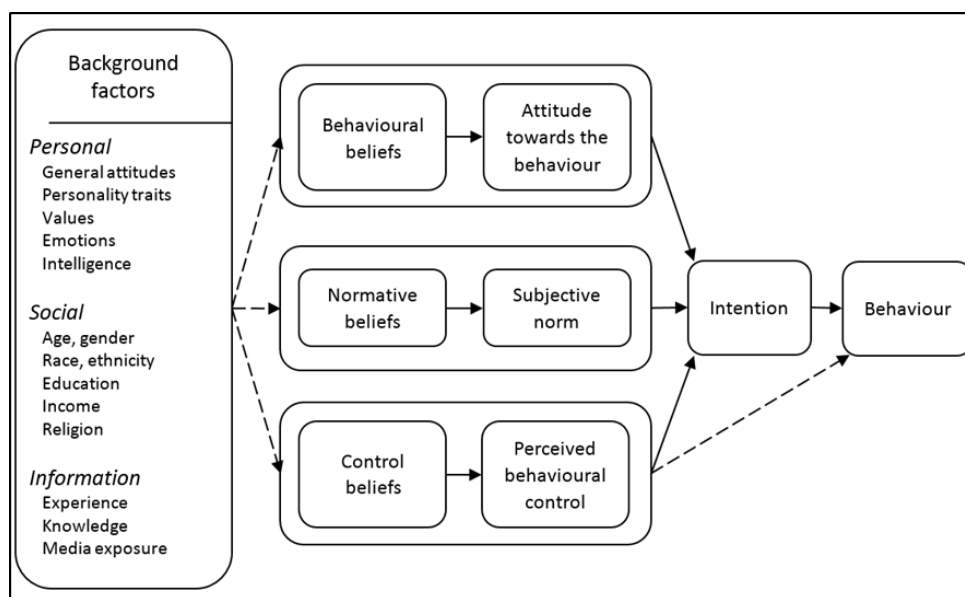 Background
factors
Personal
General attitudes
Personality traits
Values
Emotions
Intelligence
Social
Age, gender
Race, ethnicity
Education
Income
Religion
Information
Experience
Knowledge
Media exposure
Behavioural
beliefs
Attitude
towards the
behaviour
Normative
beliefs
Subjective
norm
Control
beliefs
Perceived
behavioural
control
Intention
Behaviour